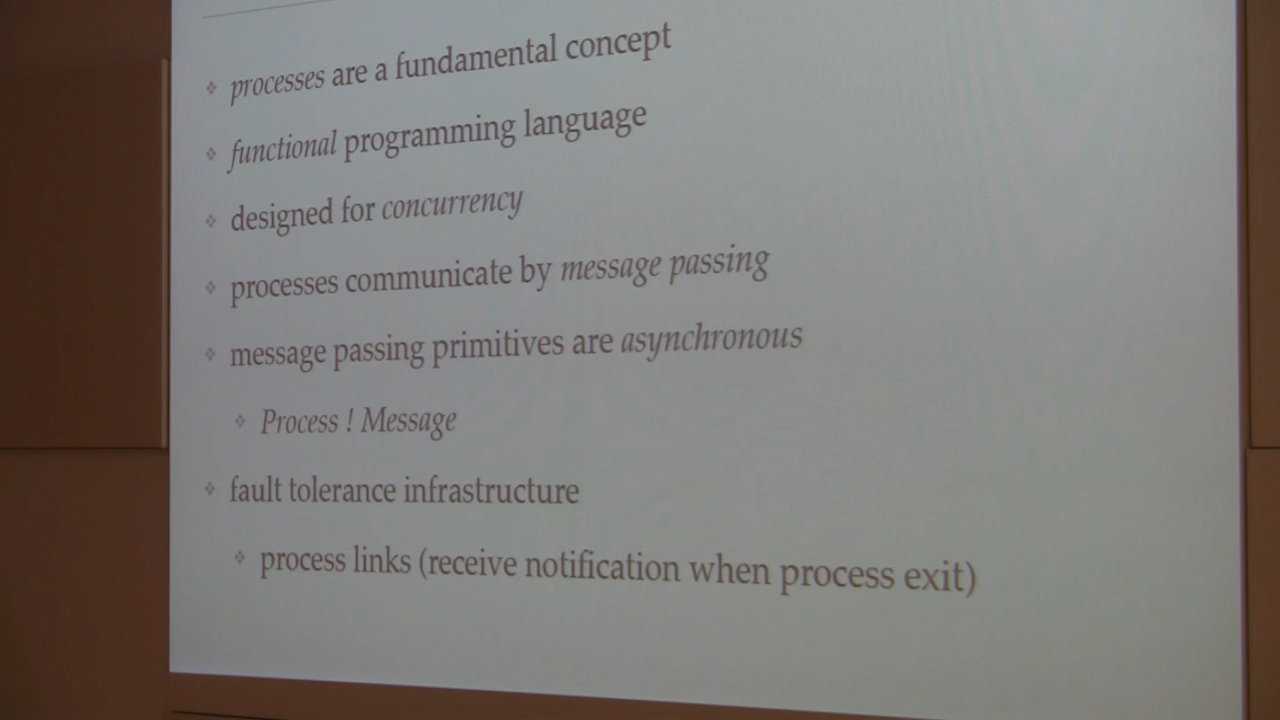 processes are a fundamental concept
functional programming language
designed for concurrency
processes communicate by message passing
message passing primitives are asynchronous
Process ! Message
fault tolerance infrastructure
process links (receive notification when process exit)